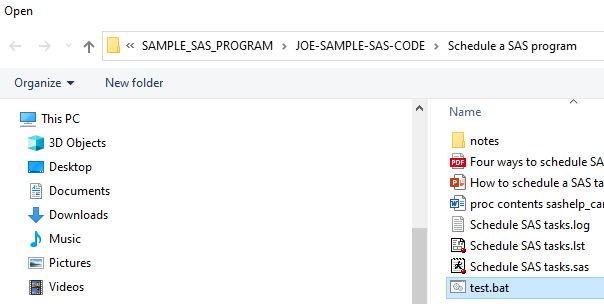 Open
« SAMPLE_SAS_PROGRAM > JOE-SAMPLE-SAS-CODE > Schedule a SAS program
Organize New folder
This PC
3D Objects
Desktop
Documents
Downloads
Music
Pictures
Videos
Name
notes
Four ways to schedule SA
How to schedule a SAS ta
proc contents sashelp_ca
Schedule SAS tasks.log
Schedule SAS tasks.lst
Schedule SAS tasks.sas
test.bat